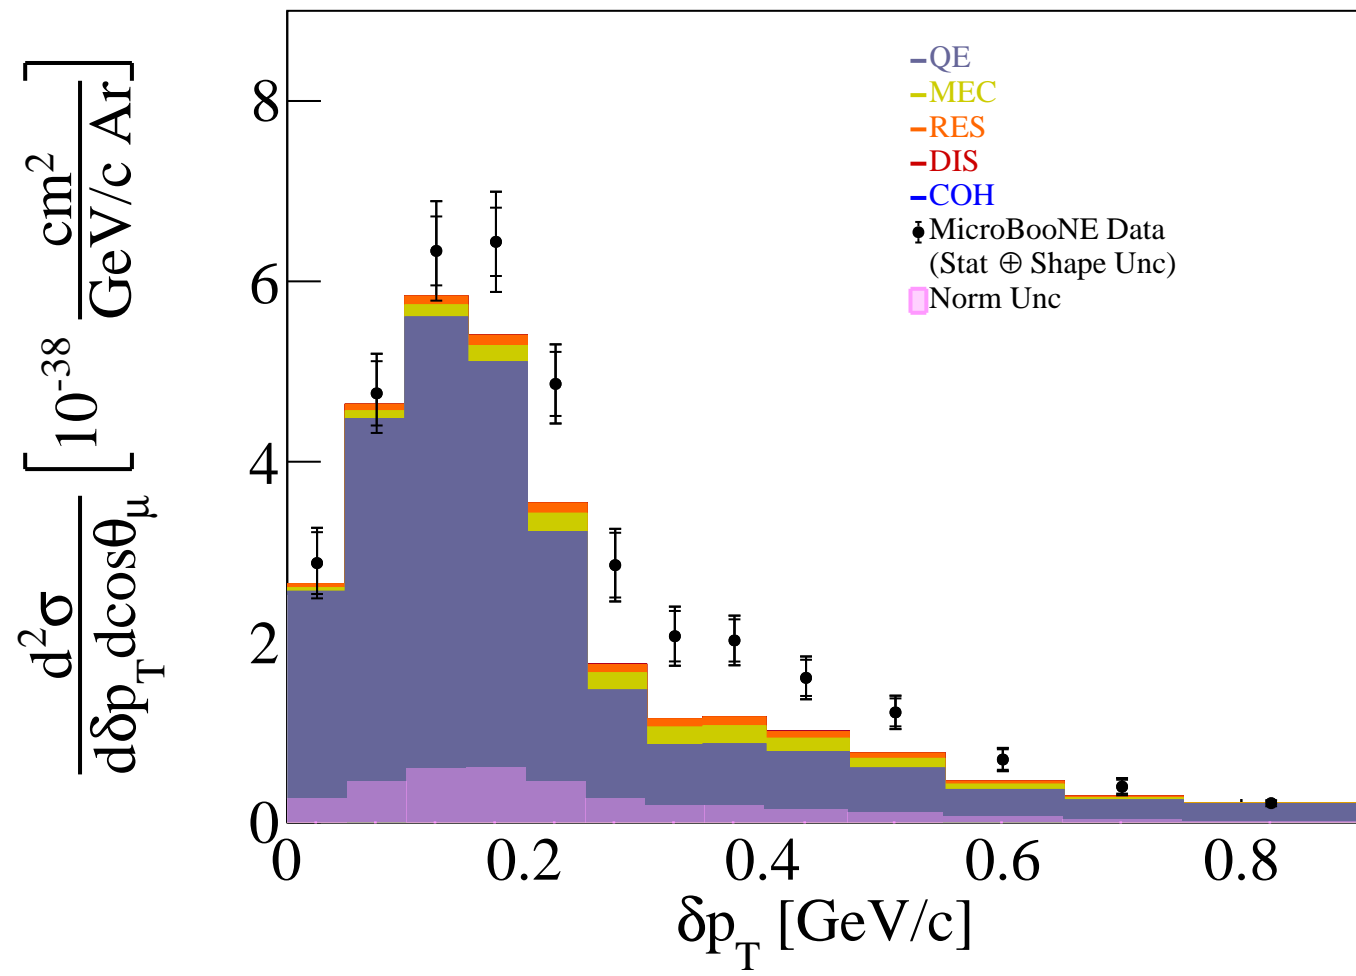 d²σ
dδp_T dcosθ_μ
[10⁻³⁸ cm²
GeV/c Ar]
8
6
4
2
0
QE
MEC
RES
DIS
COH
MicroBooNE Data
(Stat ⊕ Shape Unc)
Norm Unc
0 0.2 0.4 0.6 0.8
δp_T [GeV/c]